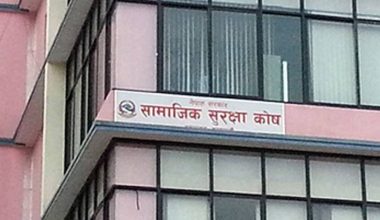 नेपाल सरकार
सामाजिक सुरक्षा कोष